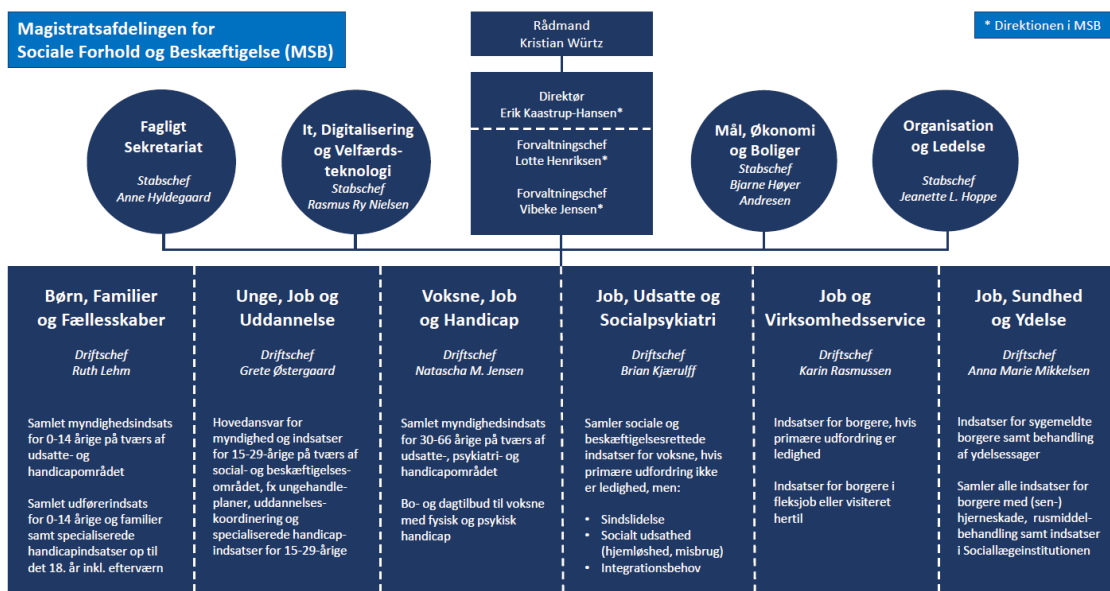 Magistratsafdelingen for
Sociale Forhold og Beskæftigelse (MSB)
Rådmand
Kristian Würtz
* Direktionen i MSB
Direktør
Erik Kaastrup-Hansen*
Forvaltningschef
Lotte Henriksen*
Forvaltningschef
Vibeke Jensen*
Fagligt
Sekretariat
Stabschef
Anne Hyldegaard
It, Digitalisering
og Velfærds-
teknologi
Stabschef
Rasmus Ry Nielsen
Mål, Økonomi
og Boliger
Stabschef
Bjarne Høyer
Andresen
Organisation
og Ledelse
Stabschef
Jeanette L. Hoppe
Børn, Familier
og Fællesskaber
Driftschef
Ruth Lehm
Samlet myndighedsindsats
for 0-14 årige på tværs af
udsatte- og
handicapområdet
Samlet udførerindsats
for 0-14 årige og familier
samt specialiserede
handicapindsatser op til
det 18. år inkl. efterværn
Unge, Job og
Uddannelse
Driftschef
Grete Østergaard
Hovedansvar for
myndighed og indsatser
for 15-29-årige på tværs af
social- og beskæftigelses-
området, fx ungehandle-
planer, uddannelses-
koordinering og
specialiserede handicap-
indsatser for 15-29-årige
Voksne, Job
og Handicap
Driftschef
Natascha M. Jensen
Samlet myndighedsindsats
for 30-66 årige på tværs af
udsatte-, psykiatri- og
handicapområdet
Bo- og dagtilbud til voksne
med fysisk og psykisk
handicap
Job, Udsatte og
Socialpsykiatri
Driftschef
Brian Kjærulff
Samler sociale og
beskæftigelsesrettede
indsatser for voksne, hvis
primære udfordring ikke
er ledighed, men:
• Sindslidelse
• Socialt udsathed
(hjemløshed, misbrug)
• Integrationsbehov
Job og
Virksomhedsservice
Driftschef
Karin Rasmussen
Indsatser for borgere, hvis
primære udfordring er
ledighed
Indsatser for borgere i
fleksjob eller visiteret
hertil
Job, Sundhed
og Ydelse
Driftschef
Anna Marie Mikkelsen
Indsatser for sygemeldte
borgere samt behandling
af ydelsessager
Samler alle indsatser for
borgere med (sen-)
hjerneskade, rusmiddel-
behandling samt indsatser
i Sociallægeinstitutionen